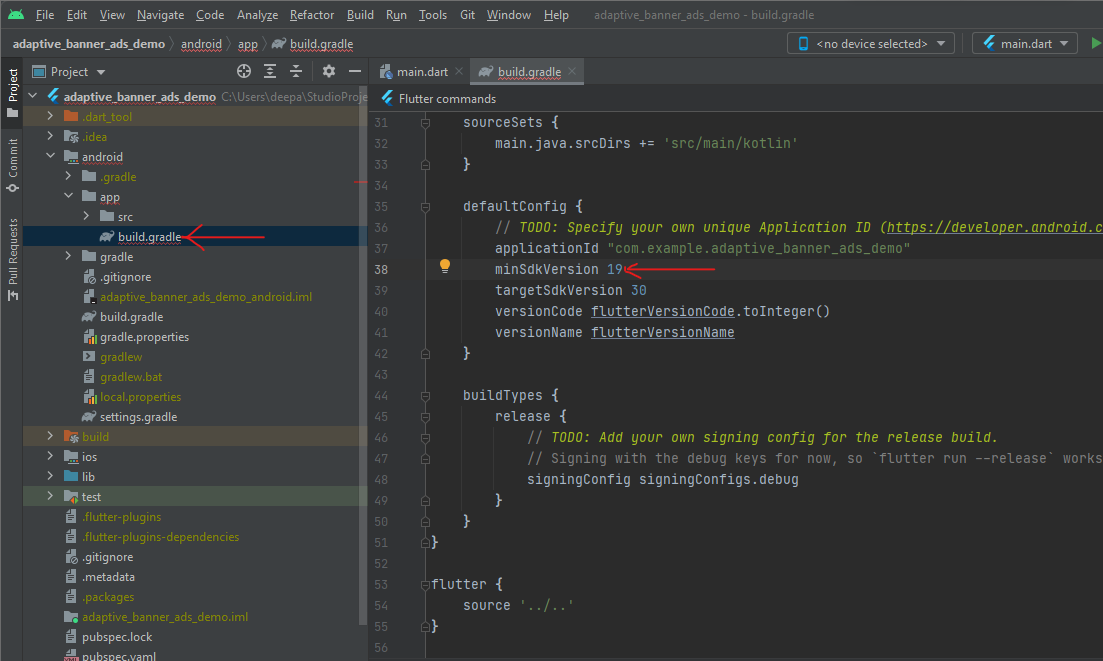 File Edit View Navigate Code Analyze Refactor Build Run Tools Git Window Help adaptive_banner_ads_demo - build.gradle
adaptive_banner_ads_demo android app build.gradle <no device selected> main.dart
Project
Commit
Pull Requests
Project
adaptive_banner_ads_demo C:\Users\deepa\StudioProje
.dart_tool
.idea
android
.gradle
app
src
build.gradle
gradle
.gitignore
adaptive_banner_ads_demo_android.iml
build.gradle
gradle.properties
gradlew
gradlew.bat
local.properties
settings.gradle
build
ios
lib
test
.flutter-plugins
.flutter-plugins-dependencies
.gitignore
.metadata
.packages
adaptive_banner_ads_demo.iml
pubspec.lock
pubspec.yaml
main.dart build.gradle
Flutter commands
31 sourceSets {
32 main.java.srcDirs += 'src/main/kotlin'
33 }
34
35 defaultConfig {
36 // TODO: Specify your own unique Application ID (https://developer.android.c
37 applicationId "com.example.adaptive_banner_ads_demo"
38 minSdkVersion 19
39 targetSdkVersion 30
40 versionCode flutterVersionCode.toInteger()
41 versionName flutterVersionName
42 }
43
44 buildTypes {
45 release {
46 // TODO: Add your own signing config for the release build.
47 // Signing with the debug keys for now, so `flutter run --release` works
48 signingConfig signingConfigs.debug
49 }
50 }
51 }
52
53 flutter {
54 source '../..'
55 }
56